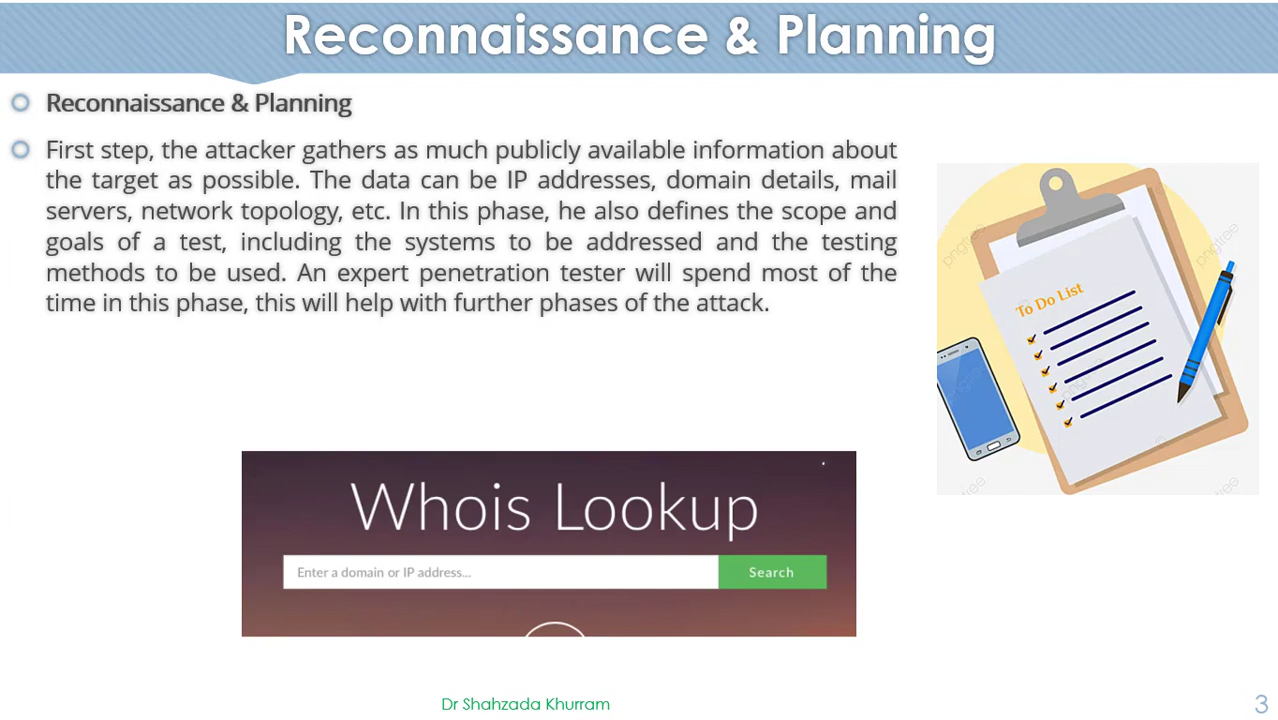 Reconnaissance & Planning
Reconnaissance & Planning
First step, the attacker gathers as much publicly available information about
the target as possible. The data can be IP addresses, domain details, mail
servers, network topology, etc. In this phase, he also defines the scope and
goals of a test, including the systems to be addressed and the testing
methods to be used. An expert penetration tester will spend most of the
time in this phase, this will help with further phases of the attack.
pngtree
pngtree
To Do List
pngtree
pngtree
Whois Lookup
Enter a domain or IP address...
Search
Dr Shahzada Khurram
3